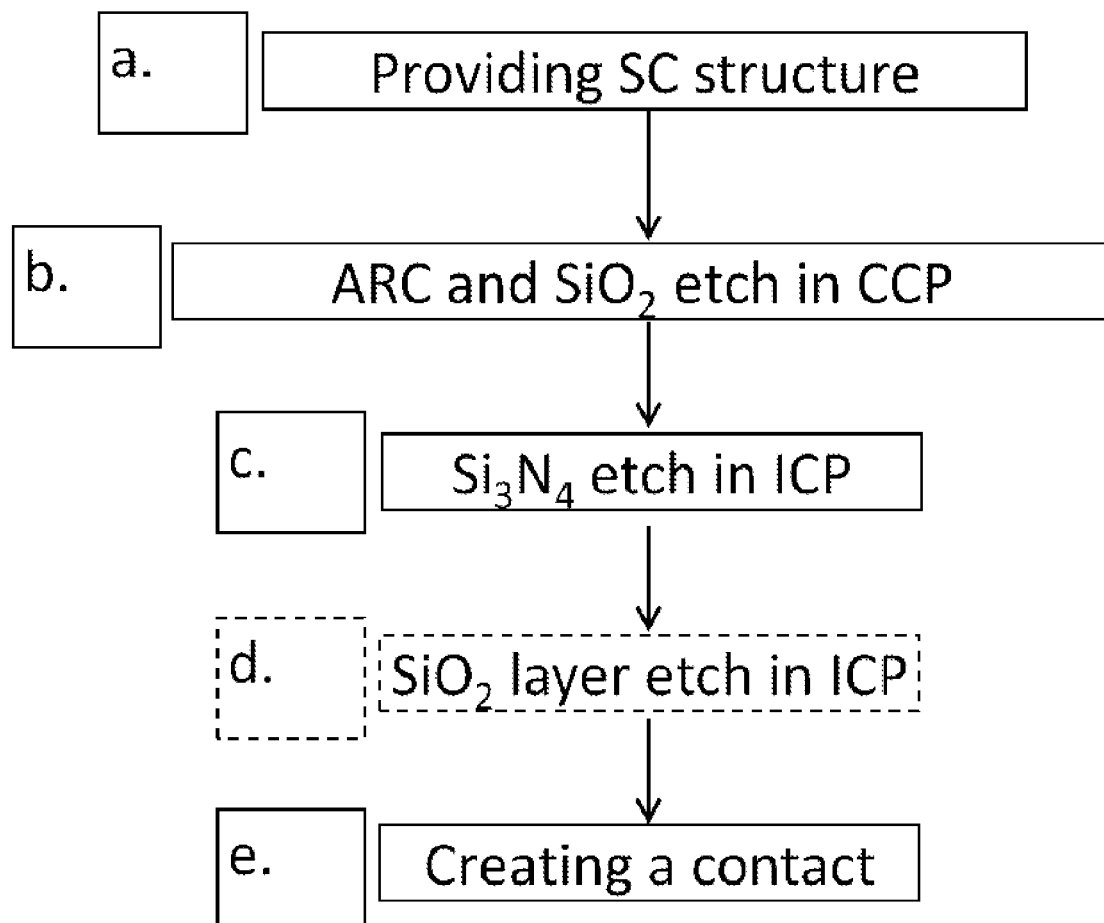 a. Providing SC structure
b. ARC and SiO₂ etch in CCP
c. Si₃N₄ etch in ICP
d. SiO₂ layer etch in ICP
e. Creating a contact